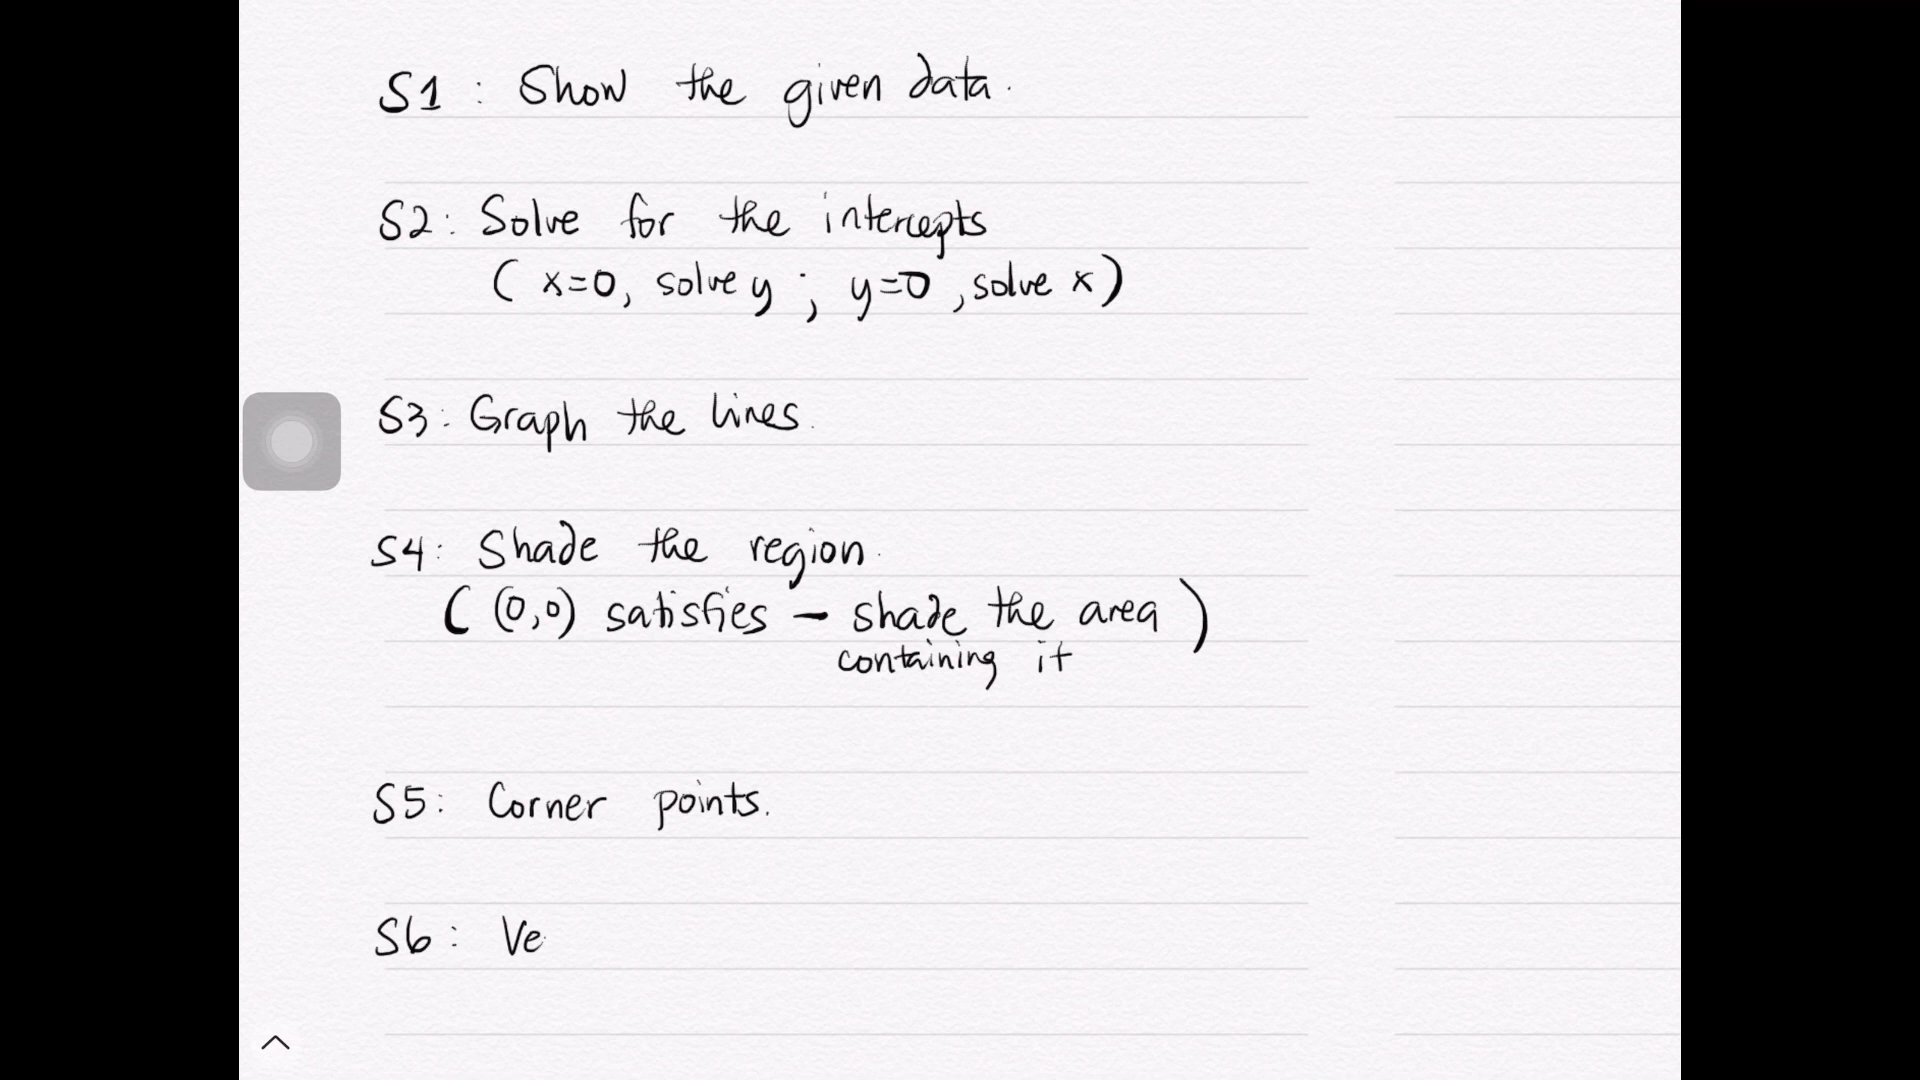 S1 : Show the given data.
S2 : Solve for the intercepts
( x=0, solve y ; y=0 , solve x )
S3 : Graph the lines.
S4 : Shade the region.
( (0,0) satisfies – shade the area )
containing it
S5 : Corner points.
S6 : Ve